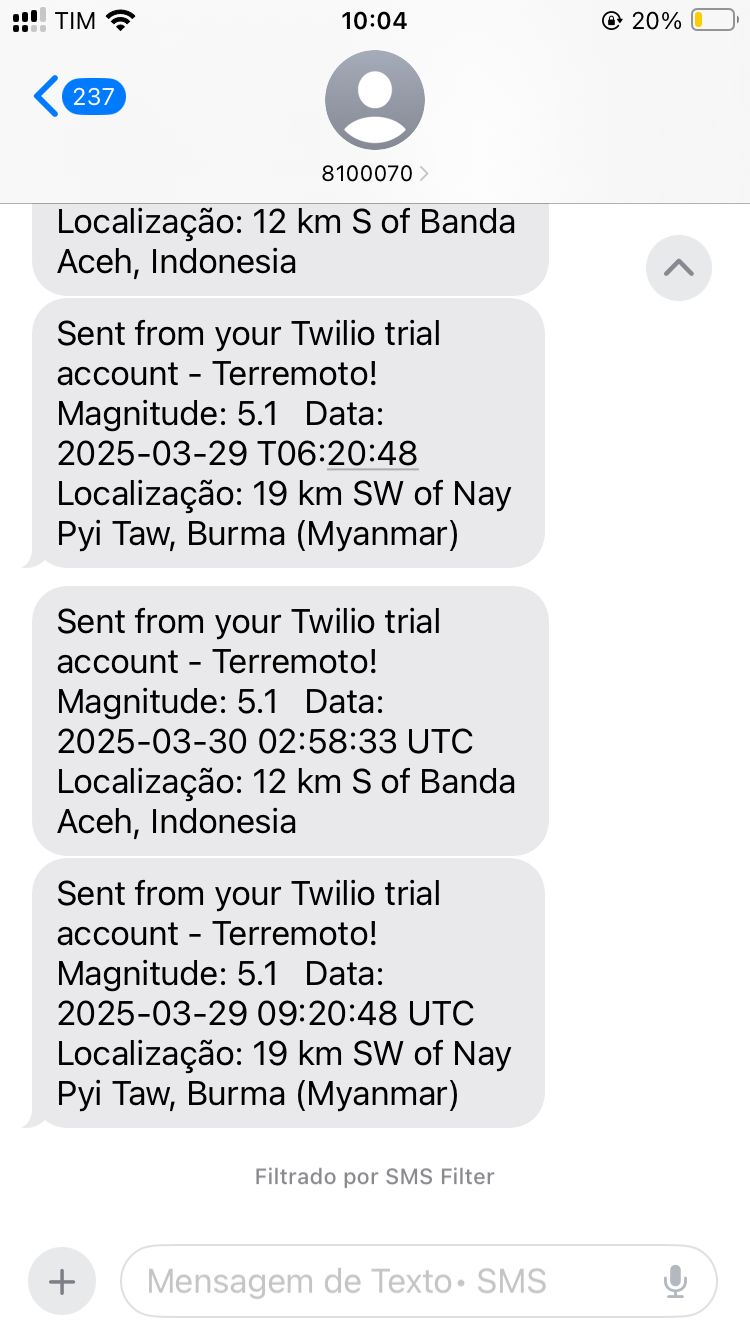 TIM
10:04
20%
237
8100070
Localização: 12 km S of Banda
Aceh, Indonesia
Sent from your Twilio trial
account - Terremoto!
Magnitude: 5.1   Data:
2025-03-29 T06:20:48
Localização: 19 km SW of Nay
Pyi Taw, Burma (Myanmar)
Sent from your Twilio trial
account - Terremoto!
Magnitude: 5.1   Data:
2025-03-30 02:58:33 UTC
Localização: 12 km S of Banda
Aceh, Indonesia
Sent from your Twilio trial
account - Terremoto!
Magnitude: 5.1   Data:
2025-03-29 09:20:48 UTC
Localização: 19 km SW of Nay
Pyi Taw, Burma (Myanmar)
Filtrado por SMS Filter
Mensagem de Texto• SMS